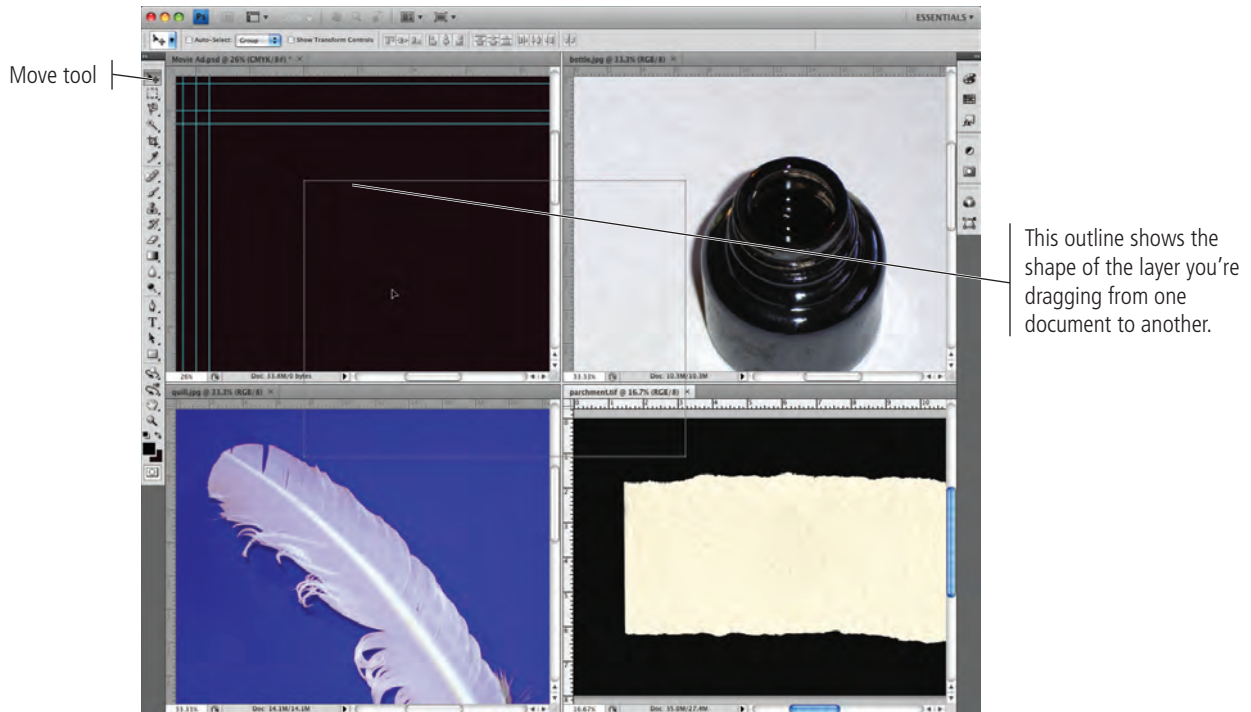 Ps
ESSENTIALS
Auto-Select: Group Show Transform Controls
Movie Ad.psd @ 26% (CMYK/8#) * ×
bottle.jpg @ 33.3% (RGB/8) ×
Move tool
This outline shows the
shape of the layer you're
dragging from one
document to another.
26% Doc: 33.8M/0 bytes
33.33% Doc: 10.3M/10.3M
quill.jpg @ 33.3% (RGB/8) ×
parchment.tif @ 16.7% (RGB/8) ×
33.33% Doc: 14.1M/14.1M
16.67% Doc: 35.0M/27.4M